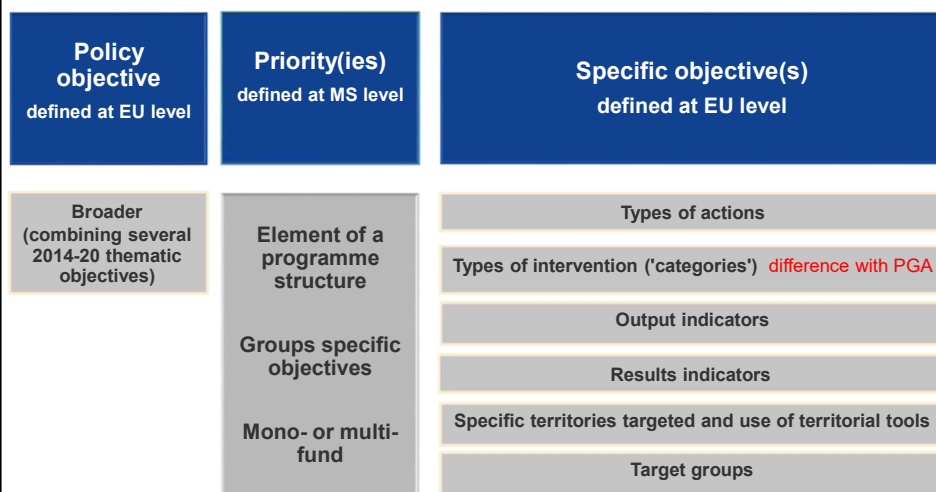 Policy
objective
defined at EU level
Priority(ies)
defined at MS level
Specific objective(s)
defined at EU level
Broader
(combining several
2014-20 thematic
objectives)
Element of a
programme
structure
Groups specific
objectives
Mono- or multi-
fund
Types of actions
Types of intervention ('categories') difference with PGA
Output indicators
Results indicators
Specific territories targeted and use of territorial tools
Target groups